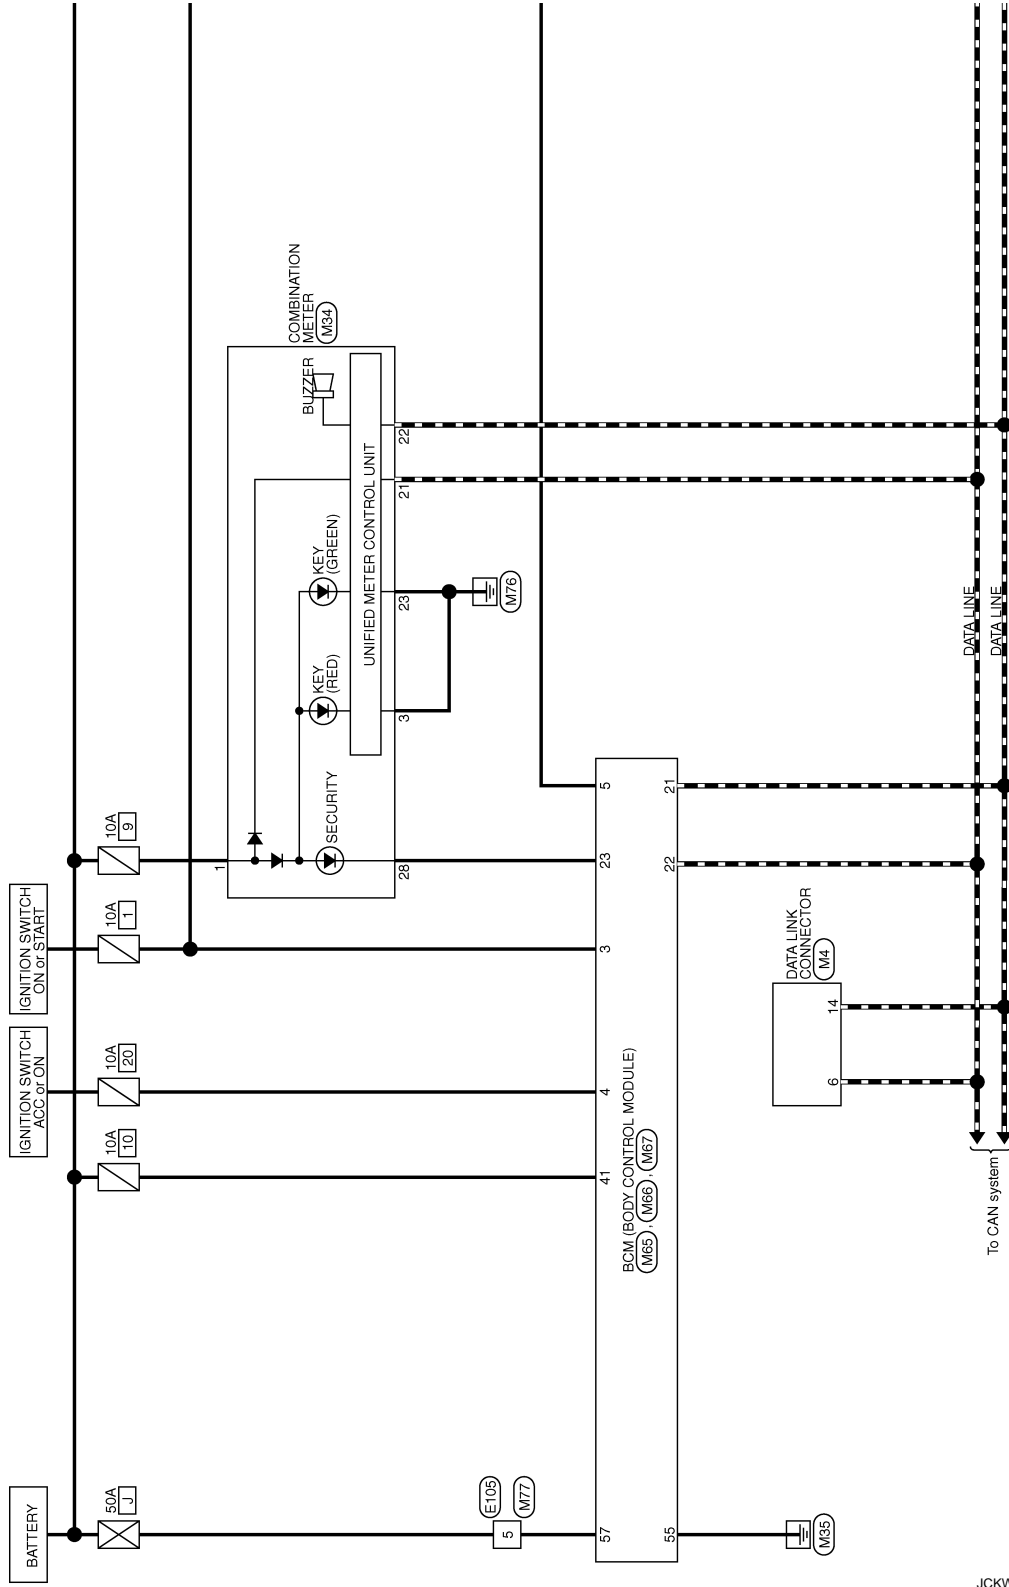 BATTERY
50A
J
E105
5
M77
57
55
M35
IGNITION SWITCH
ACC or ON
IGNITION SWITCH
ON or START
10A
10
10A
20
10A
1
10A
9
41
4
3
23
5
BCM (BODY CONTROL MODULE)
M65 , M66 , M67
22
21
1
28
SECURITY
KEY
(RED)
KEY
(GREEN)
BUZZER
UNIFIED METER CONTROL UNIT
COMBINATION
METER
M34
3
23
21
22
M76
DATA LINK
CONNECTOR
M4
6
14
DATA LINE
DATA LINE
To CAN system
JCKW